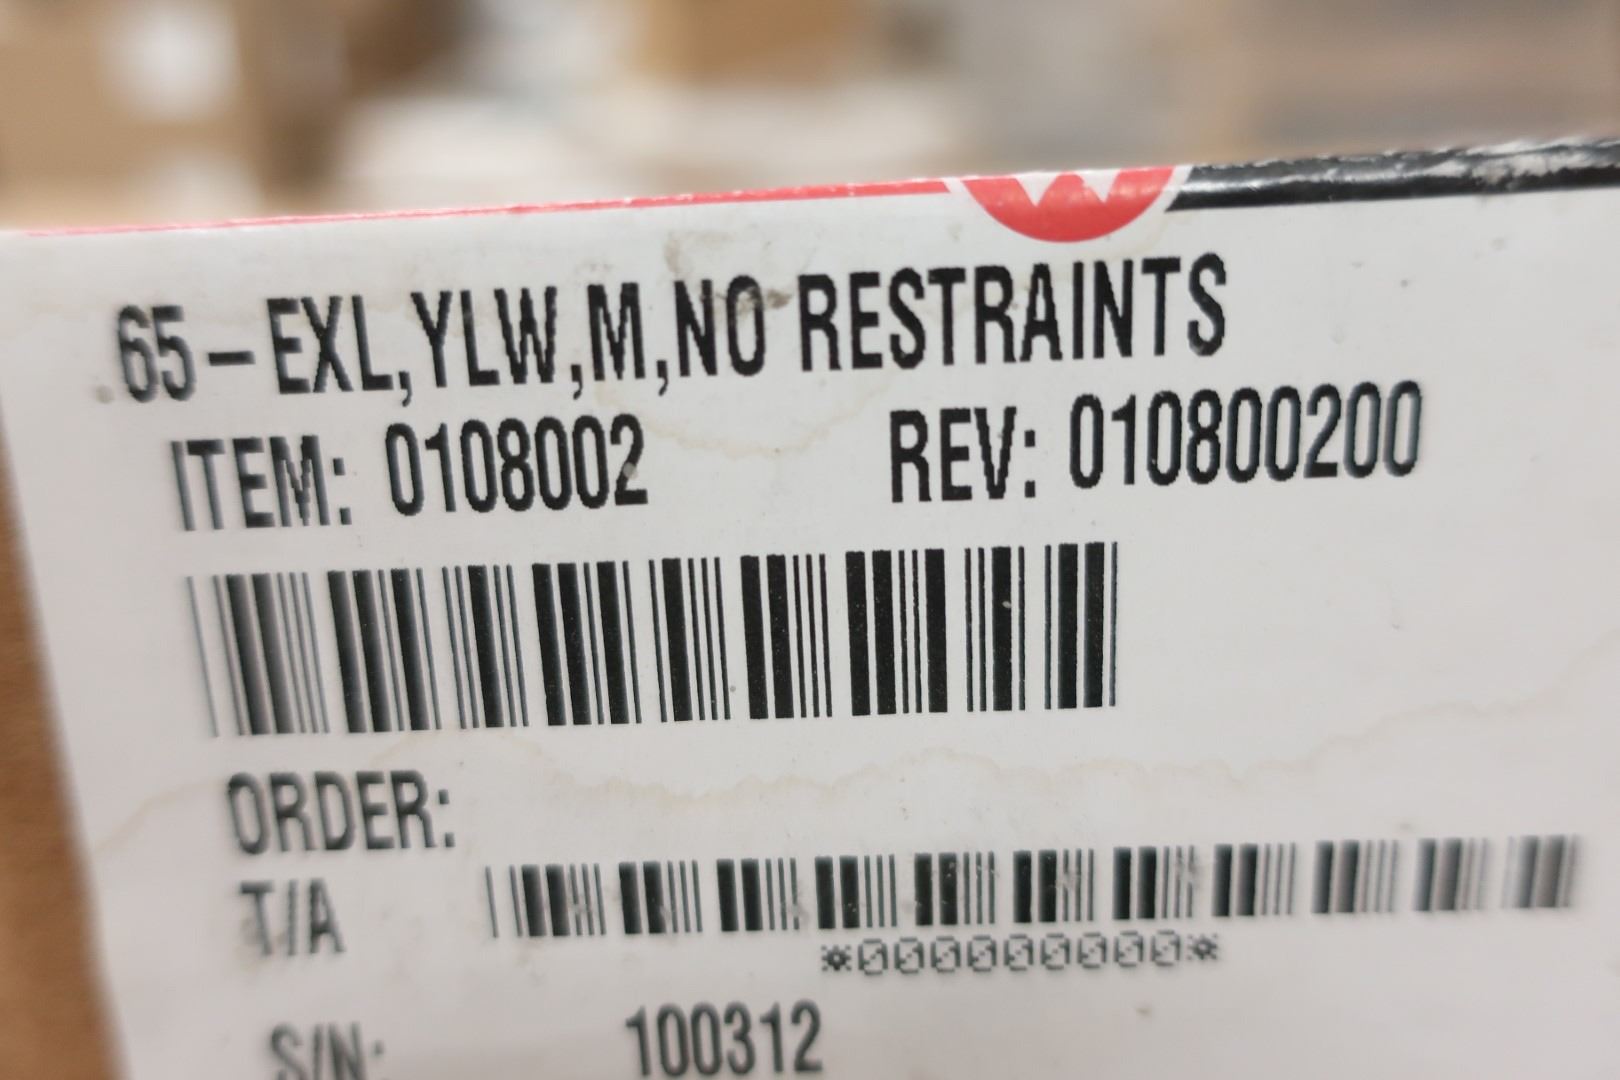 .65-EXL,YLW,M,NO RESTRAINTS
ITEM: 0108002 REV: 010800200
ORDER:
T/A
*000000000*
S/N: 100312